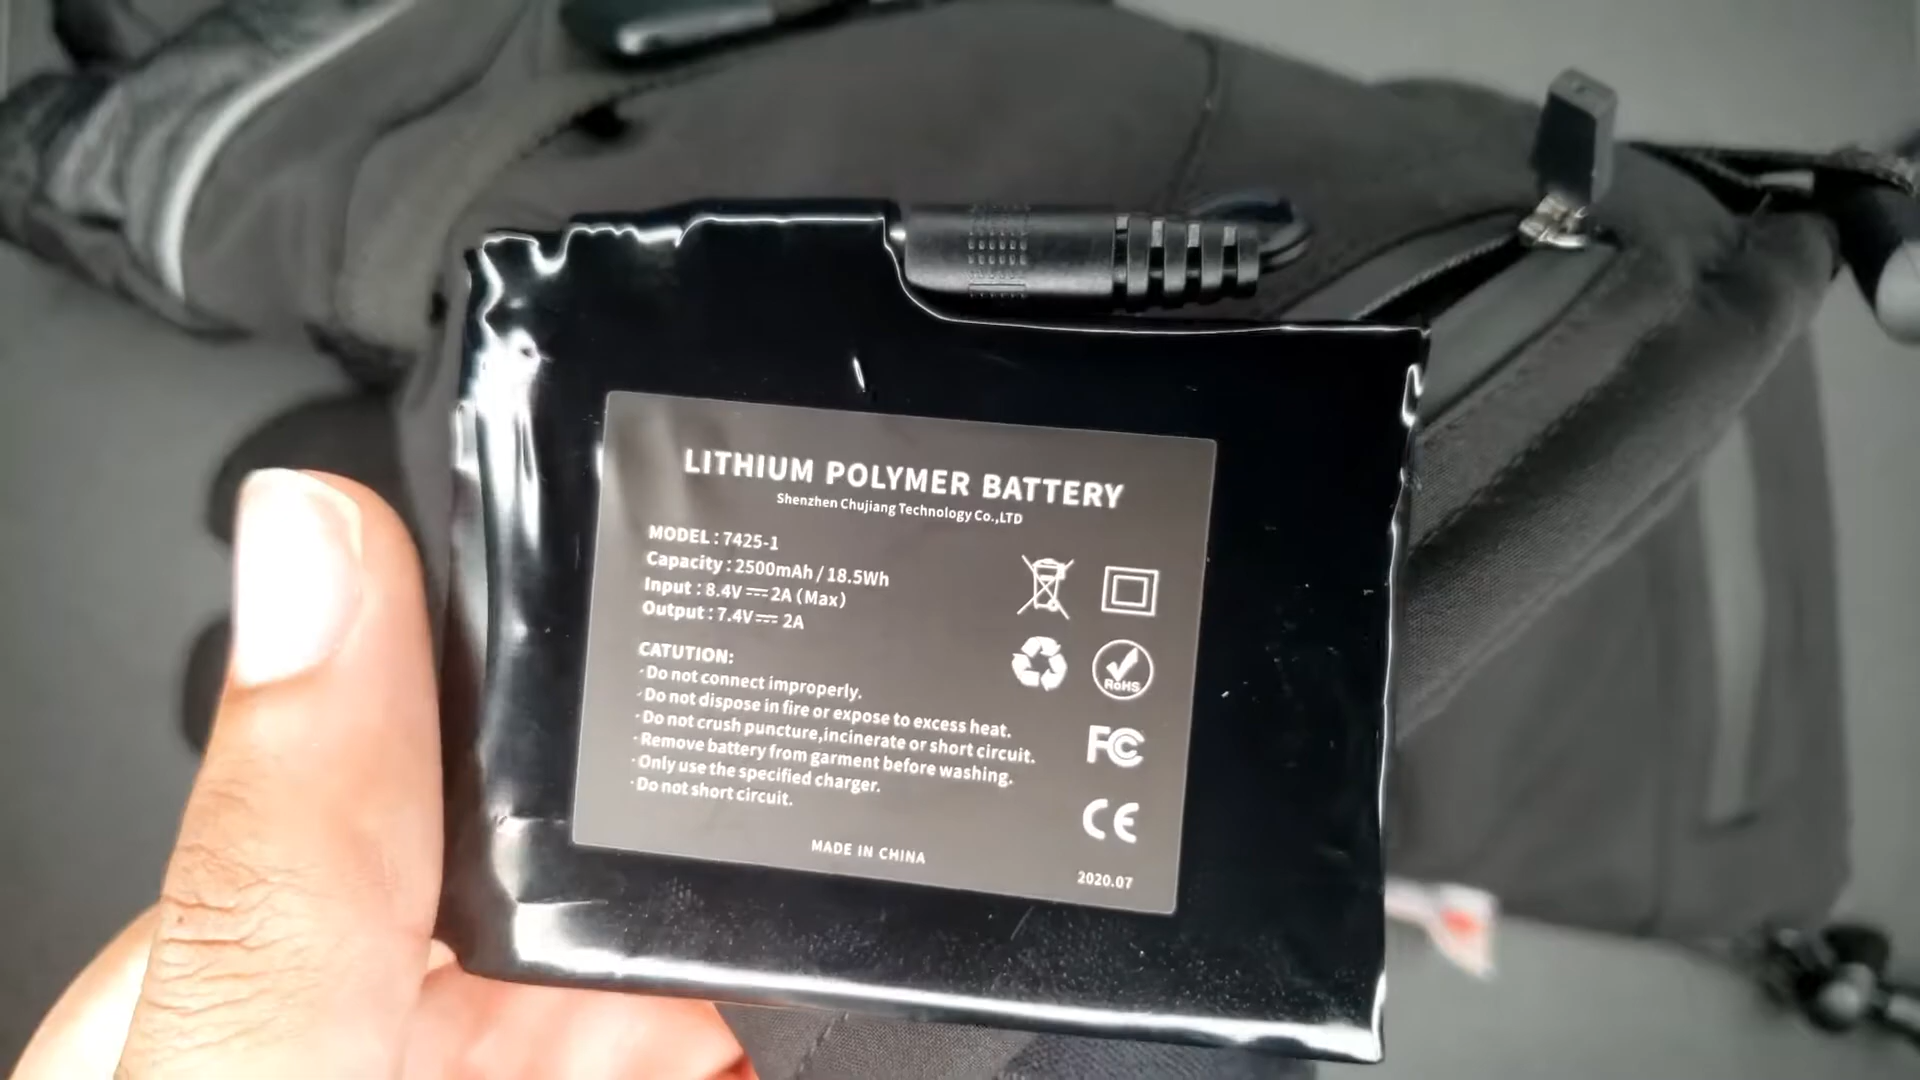 LITHIUM POLYMER BATTERY
Shenzhen Chujiang Technology Co.,LTD
MODEL : 7425-1
Capacity : 2500mAh / 18.5Wh
Input : 8.4V ⎓ 2A (Max)
Output : 7.4V ⎓ 2A
CATUTION:
·Do not connect improperly.
·Do not dispose in fire or expose to excess heat.
·Do not crush puncture,incinerate or short circuit.
·Remove battery from garment before washing.
·Only use the specified charger.
·Do not short circuit.
RoHS
FC
CE
MADE IN CHINA
2020.07